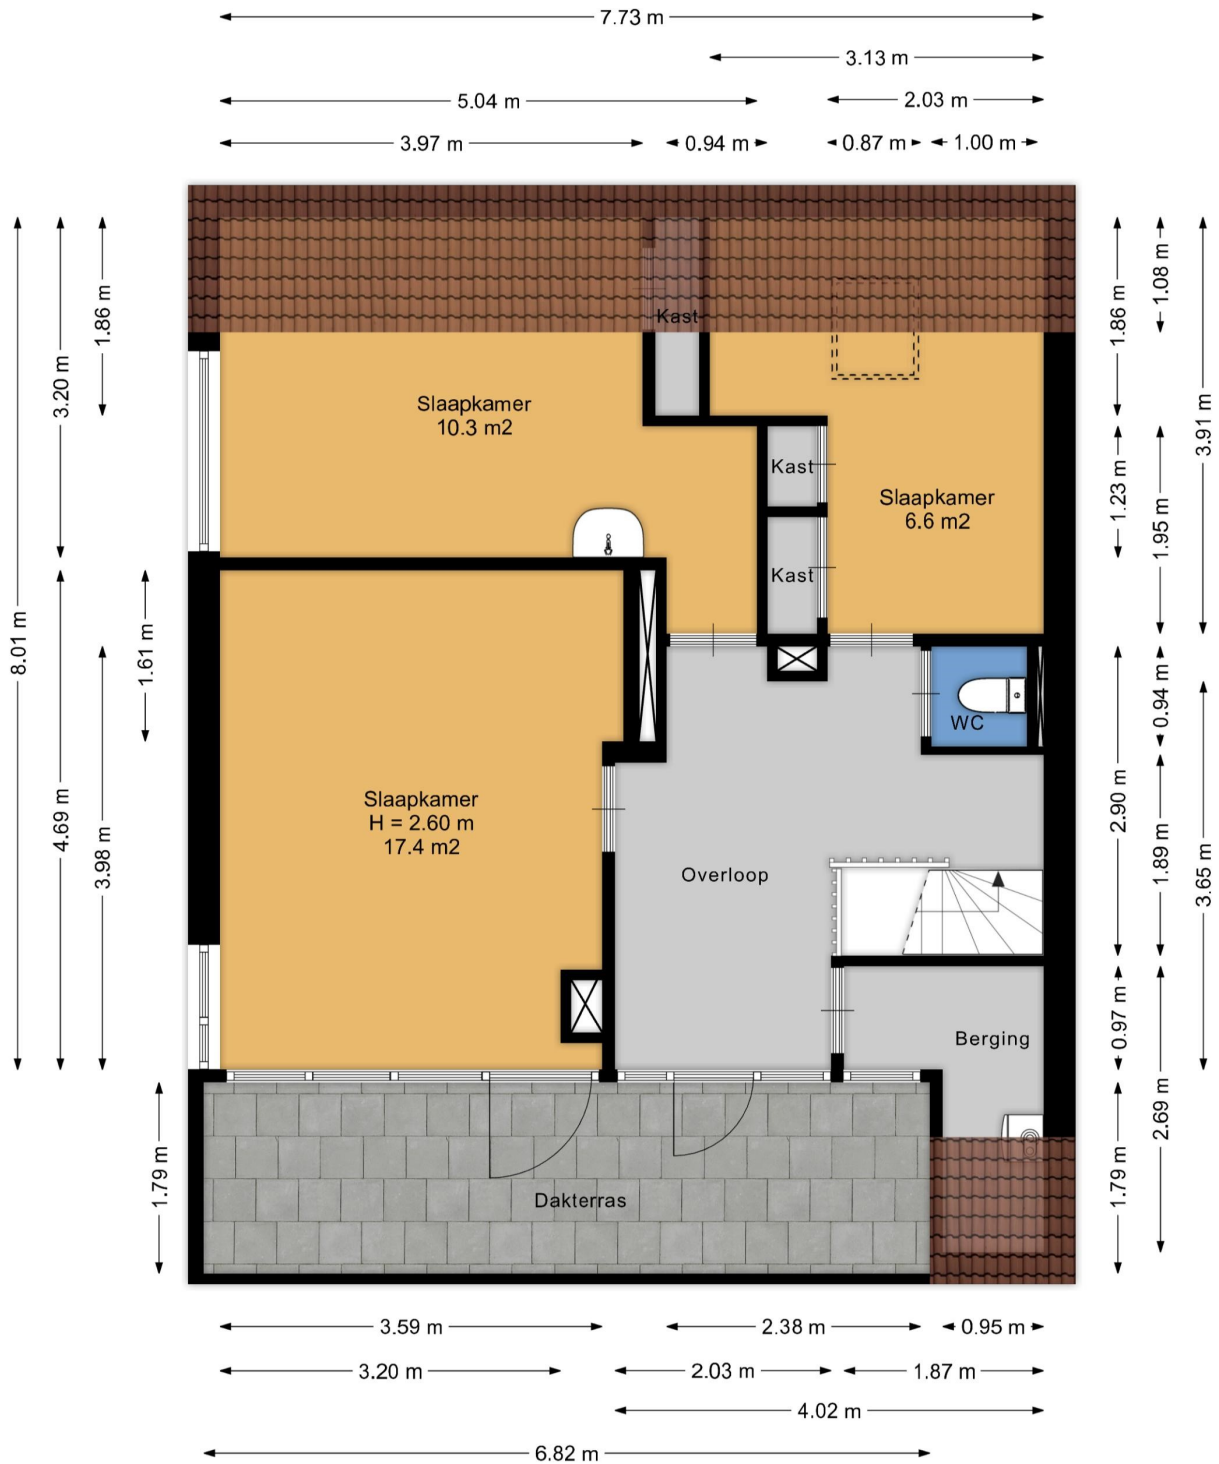 7.73 m
3.13 m
5.04 m
2.03 m
3.97 m
0.94 m
0.87 m
1.00 m
8.01 m
3.20 m
1.86 m
1.86 m
1.08 m
3.91 m
Kast
Slaapkamer
10.3 m2
Kast
1.23 m
1.95 m
Slaapkamer
6.6 m2
Kast
4.69 m
1.61 m
3.98 m
WC
0.94 m
2.90 m
1.89 m
3.65 m
Slaapkamer
H = 2.60 m
17.4 m2
Overloop
Berging
0.97 m
2.69 m
1.79 m
Dakterras
1.79 m
3.59 m
2.38 m
0.95 m
3.20 m
2.03 m
1.87 m
4.02 m
6.82 m